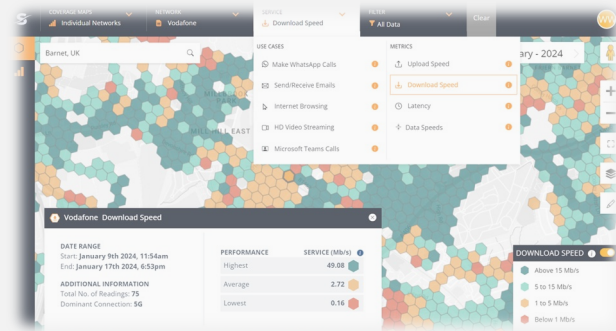 COVERAGE MAPS
Individual Networks
NETWORK
Vodafone
SERVICE
Download Speed
FILTER
All Data
Clear
Barnet, UK
USE CASES
Make WhatsApp Calls
Send/Receive Emails
Internet Browsing
HD Video Streaming
Microsoft Teams Calls
METRICS
Upload Speed
Download Speed
Latency
Data Speeds
ary - 2024
MILL HILL EAST
Vodafone Download Speed
DATE RANGE
Start: January 9th 2024, 11:54am
End: January 17th 2024, 6:53pm
ADDITIONAL INFORMATION
Total No. of Readings: 75
Dominant Connection: 5G
PERFORMANCE SERVICE (Mb/s)
Highest 49.08
Average 2.72
Lowest 0.16
DOWNLOAD SPEED
Above 15 Mb/s
5 to 15 Mb/s
1 to 5 Mb/s
Below 1 Mb/s